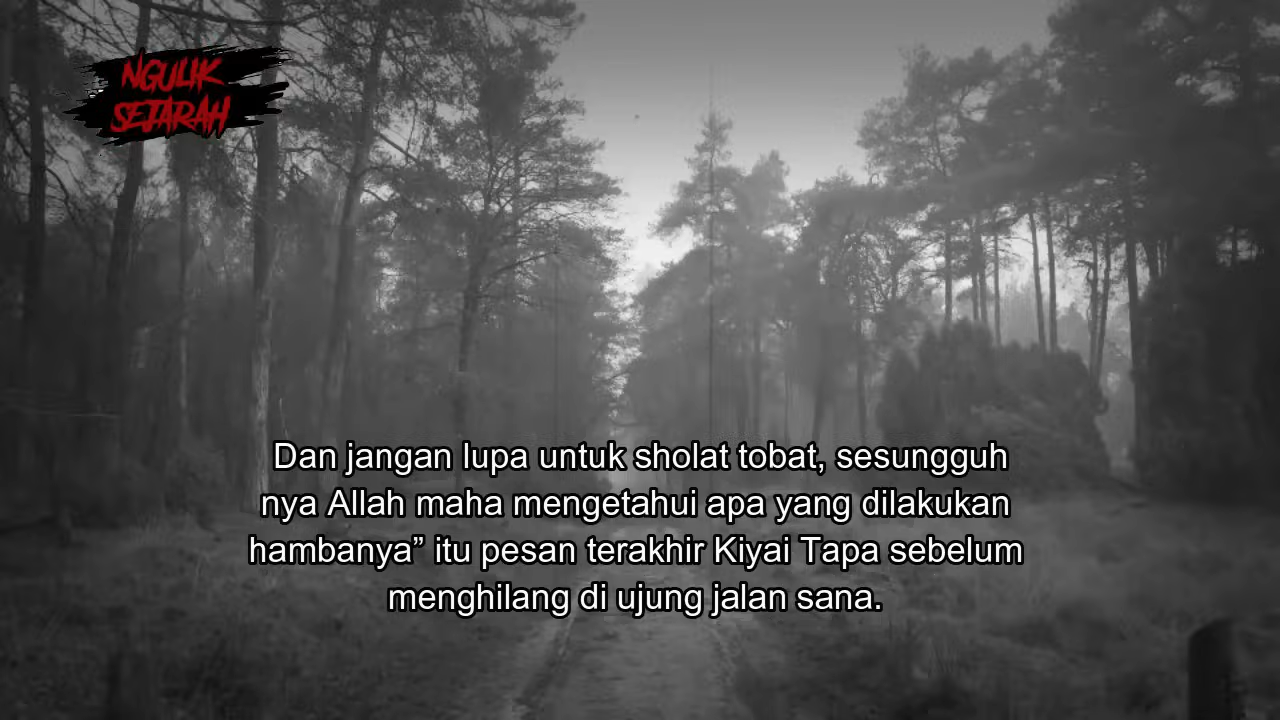 NGULIK
SEJARAH
Dan jangan lupa untuk sholat tobat, sesungguh
nya Allah maha mengetahui apa yang dilakukan
hambanya” itu pesan terakhir Kiyai Tapa sebelum
menghilang di ujung jalan sana.